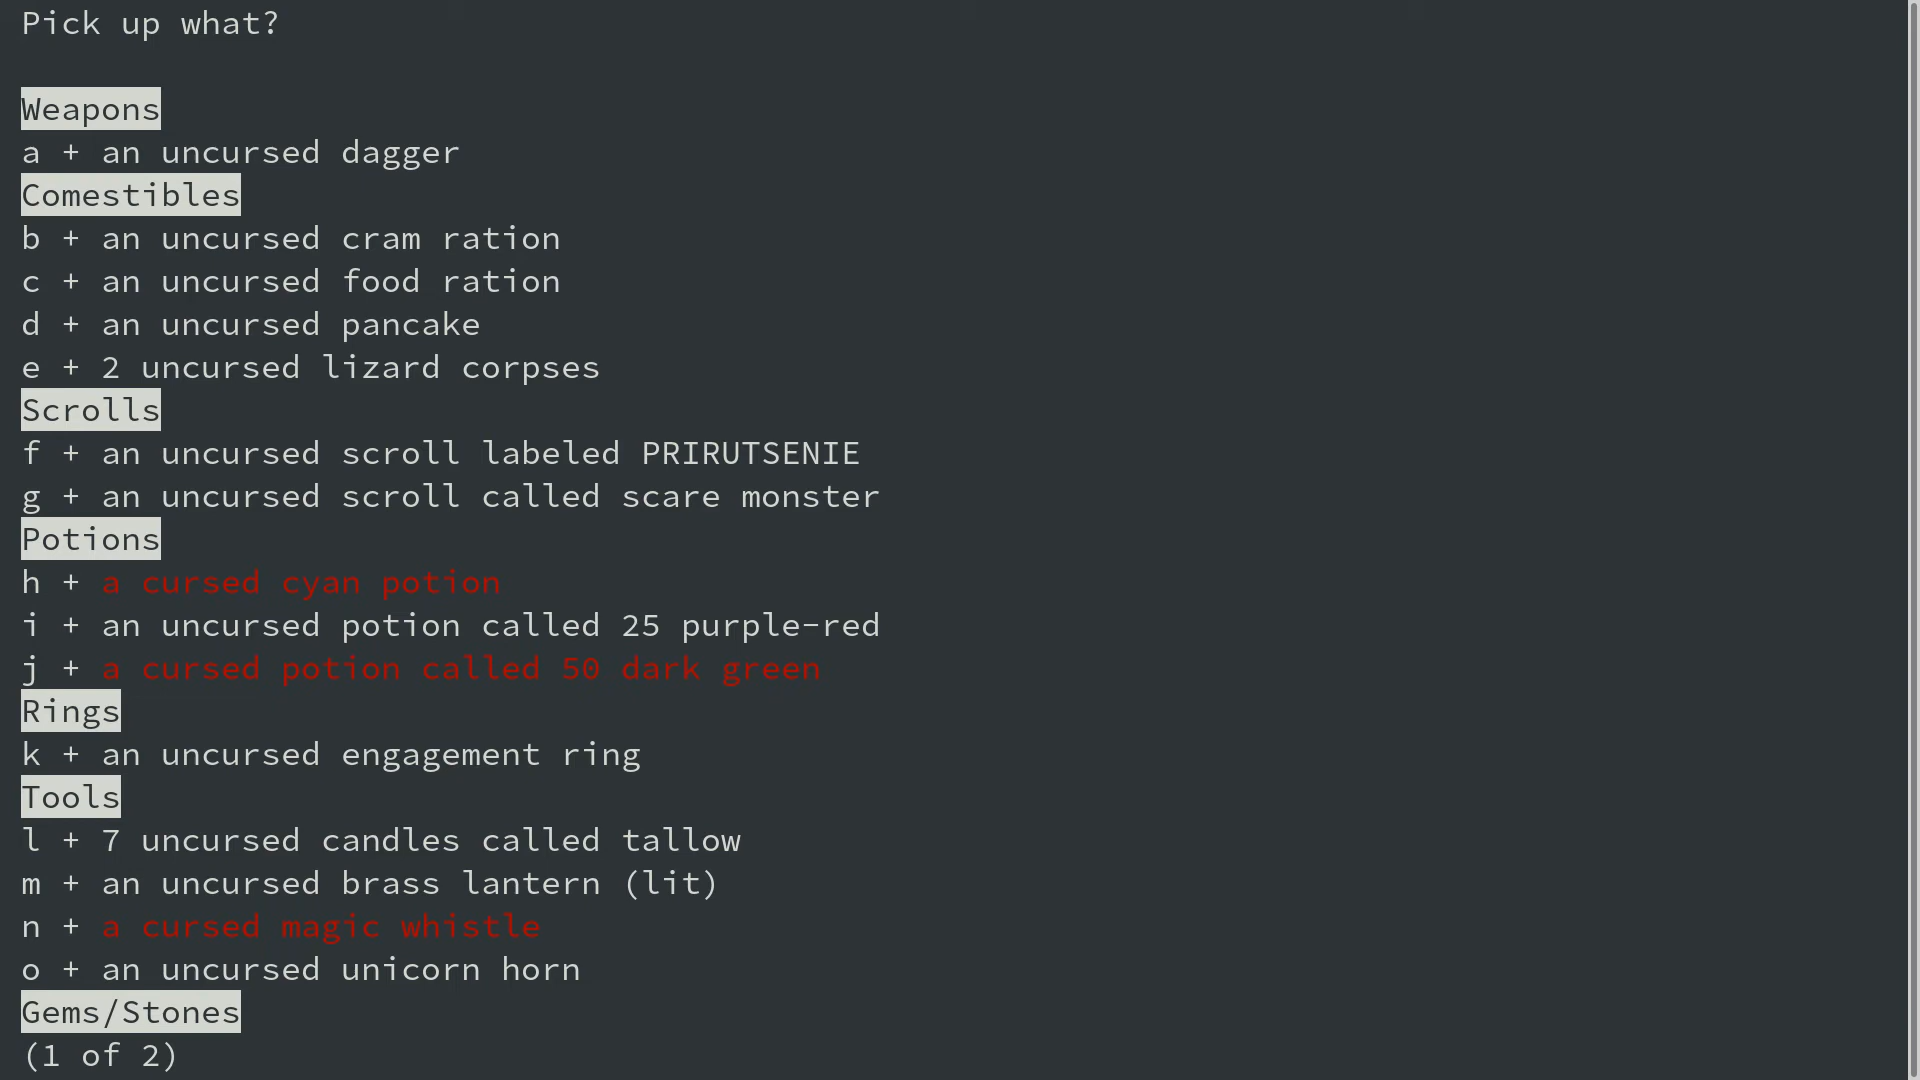 Pick up what?
Weapons
a + an uncursed dagger
Comestibles
b + an uncursed cram ration
c + an uncursed food ration
d + an uncursed pancake
e + 2 uncursed lizard corpses
Scrolls
f + an uncursed scroll labeled PRIRUTSENIE
g + an uncursed scroll called scare monster
Potions
h + a cursed cyan potion
i + an uncursed potion called 25 purple-red
j + a cursed potion called 50 dark green
Rings
k + an uncursed engagement ring
Tools
l + 7 uncursed candles called tallow
m + an uncursed brass lantern (lit)
n + a cursed magic whistle
o + an uncursed unicorn horn
Gems/Stones
(1 of 2)